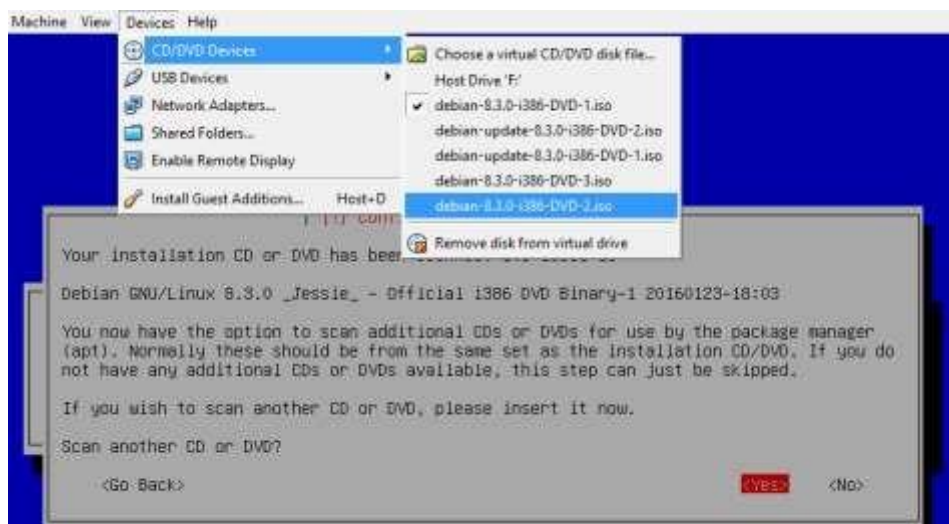 Machine View Devices Help
CD/DVD Devices
USB Devices
Network Adapters...
Shared Folders...
Enable Remote Display
Install Guest Additions... Host+D
Choose a virtual CD/DVD disk file...
Host Drive 'F:'
debian-8.3.0-i386-DVD-1.iso
debian-update-8.3.0-i386-DVD-2.iso
debian-update-8.3.0-i386-DVD-1.iso
debian-8.3.0-i386-DVD-3.iso
debian-8.3.0-i386-DVD-2.iso
Remove disk from virtual drive
Your installation CD or DVD has been
Debian GNU/Linux 8.3.0 _Jessie_ - Official i386 DVD Binary-1 20160123-18:03
You now have the option to scan additional CDs or DVDs for use by the package manager
(apt). Normally these should be from the same set as the installation CD/DVD. If you do
not have any additional CDs or DVDs available, this step can just be skipped.
If you wish to scan another CD or DVD, please insert it now.
Scan another CD or DVD?
<Go Back> <Yes> <No>